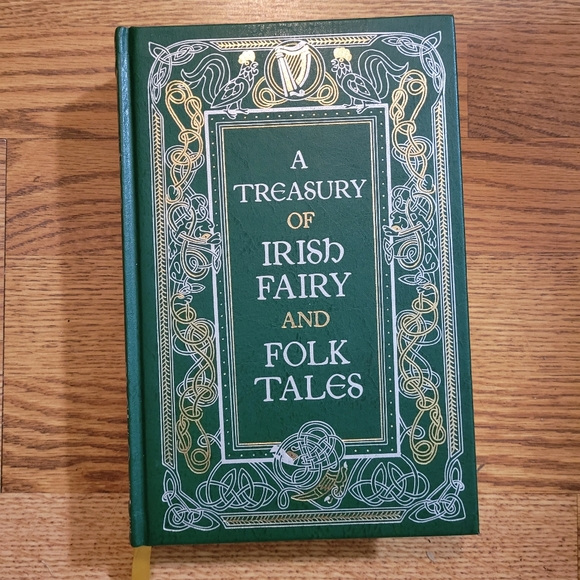 A
TREASURY
OF
IRISH
FAIRY
AND
FOLK
TALES